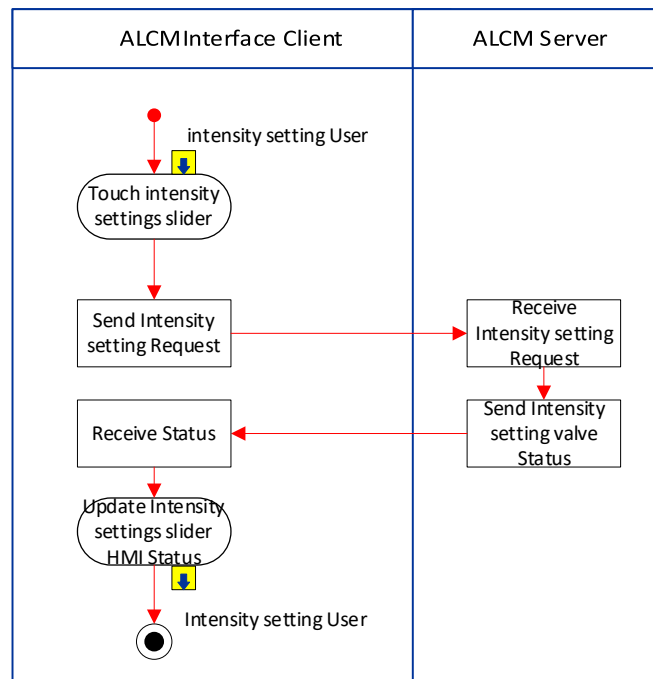 ALCMInterface Client
ALCM Server
intensity setting User
Touch intensity
settings slider
Send Intensity
setting Request
Receive
Intensity setting
Request
Receive Status
Send Intensity
setting valve
Status
Update Intensity
settings slider
HMI Status
Intensity setting User